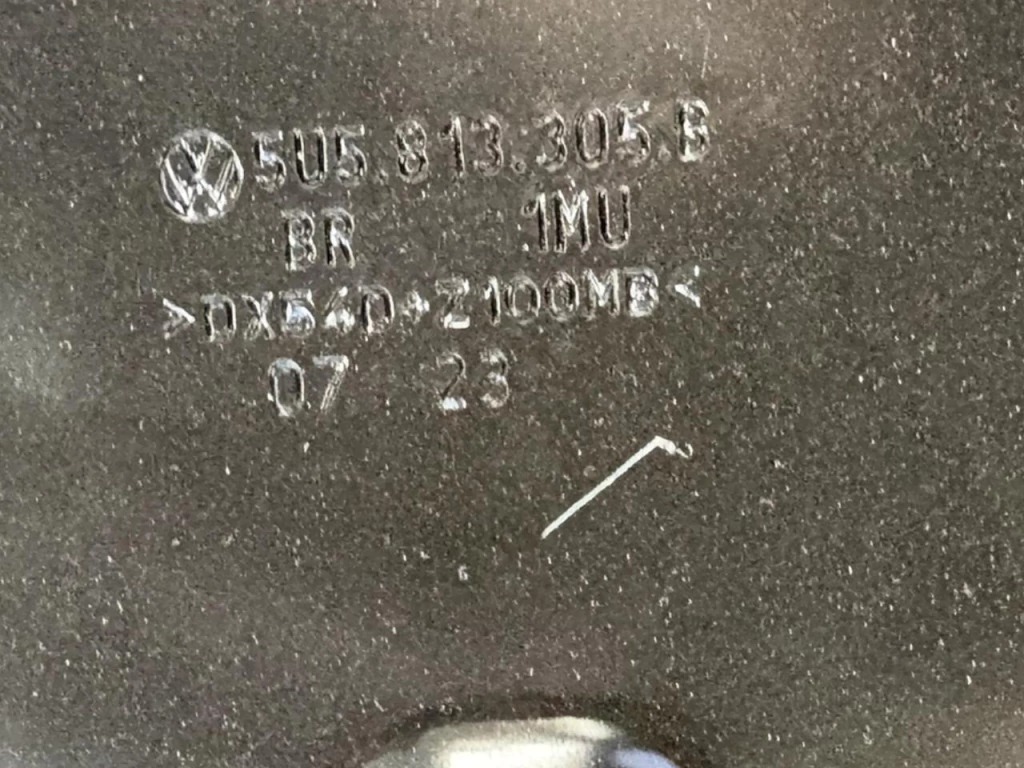 5U5.813.305.B
BR 1MU
>DX54D+Z100MB<
07 23